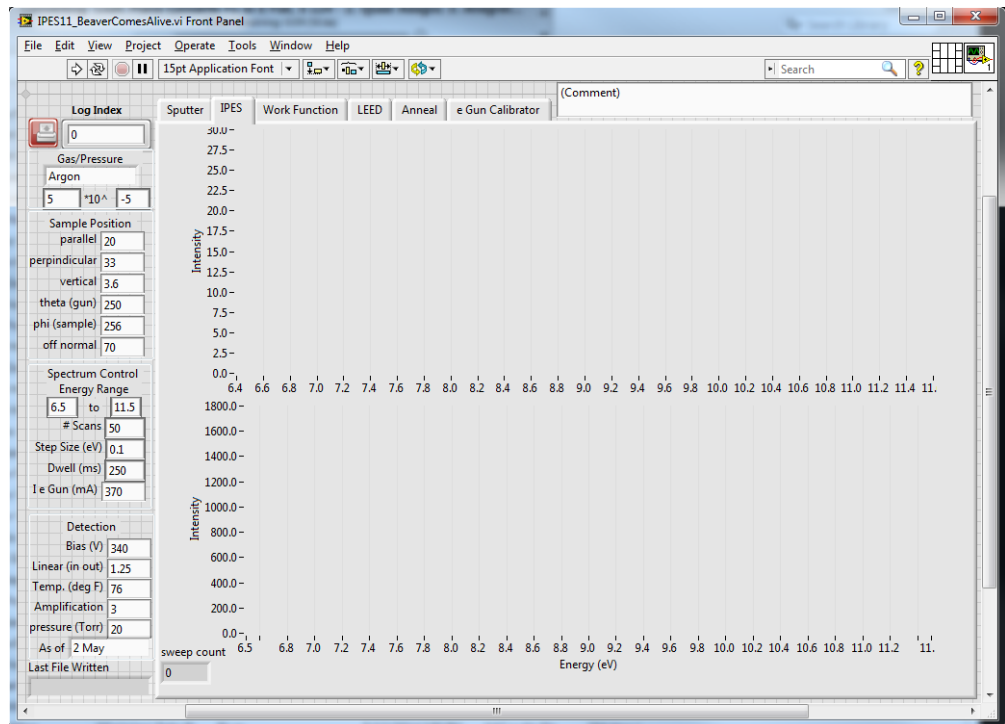 IPES11_BeaverComesAlive.vi Front Panel
File Edit View Project Operate Tools Window Help
15pt Application Font
Search
1
(Comment)
Sputter IPES Work Function LEED Anneal e Gun Calibrator
Log Index
0
Gas/Pressure
Argon
5 *10^ -5
Sample Position
parallel 20
perpindicular 33
vertical 3.6
theta (gun) 250
phi (sample) 256
off normal 70
Spectrum Control
Energy Range
6.5 to 11.5
# Scans 50
Step Size (eV) 0.1
Dwell (ms) 250
I e Gun (mA) 370
Detection
Bias (V) 340
Linear (in out) 1.25
Temp. (deg F) 76
Amplification 3
pressure (Torr) 20
As of 2 May
Last File Written
30.0
27.5
25.0
22.5
20.0
17.5
15.0
12.5
10.0
7.5
5.0
2.5
0.0
Intensity
6.4 6.6 6.8 7.0 7.2 7.4 7.6 7.8 8.0 8.2 8.4 8.6 8.8 9.0 9.2 9.4 9.6 9.8 10.0 10.2 10.4 10.6 10.8 11.0 11.2 11.4 11.
1800.0
1600.0
1400.0
1200.0
1000.0
800.0
600.0
400.0
200.0
0.0
Intensity
6.5 6.8 7.0 7.2 7.4 7.6 7.8 8.0 8.2 8.4 8.6 8.8 9.0 9.2 9.4 9.6 9.8 10.0 10.2 10.4 10.6 10.8 11.0 11.2 11.
Energy (eV)
sweep count
0